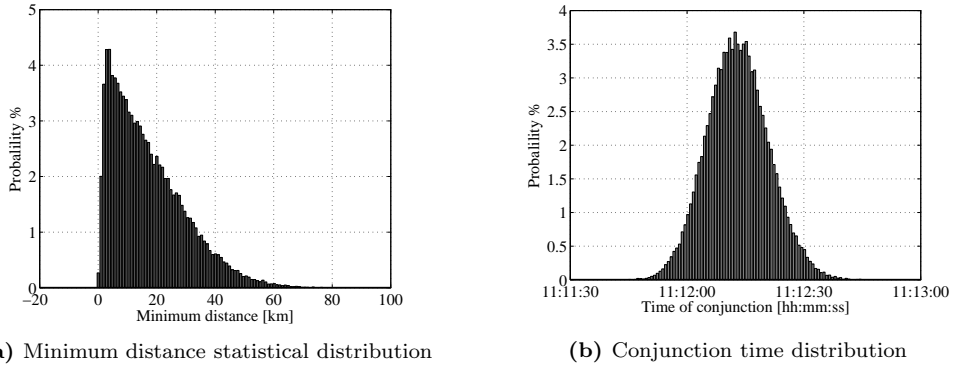 5
4
3
2
1
0
Probalility %
−20 0 20 40 60 80 100
Minimum distance [km]
) Minimum distance statistical distribution
4
3.5
3
2.5
2
1.5
1
0.5
0
Probalility %
11:11:30 11:12:00 11:12:30 11:13:00
Time of conjunction [hh:mm:ss]
(b) Conjunction time distribution